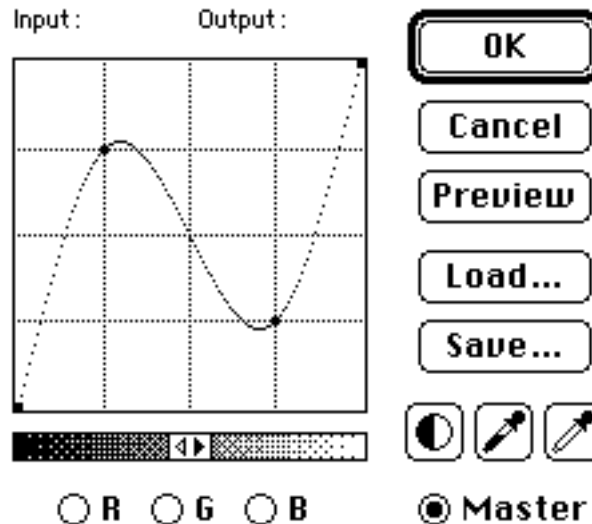 Input: Output:
OK
Cancel
Preview
Load...
Save...
R G B Master